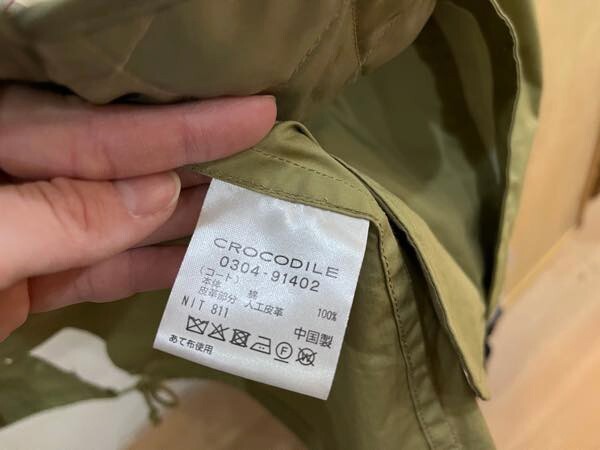 CROCODILE
0304-91402
(コート)
本体 綿 100%
皮革部分 人工皮革
NIT 811 中国製
あて布使用